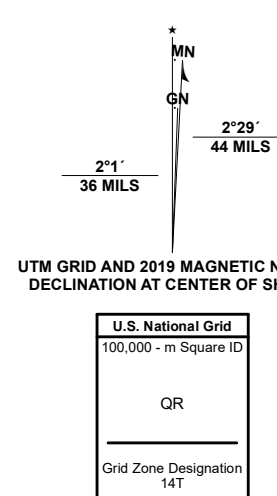 MN
GN
2°29´
44 MILS
2°1´
36 MILS
UTM GRID AND 2019 MAGNETIC
DECLINATION AT CENTER OF
U.S. National Grid
100,000 - m Square ID
QR
Grid Zone Designation
14T